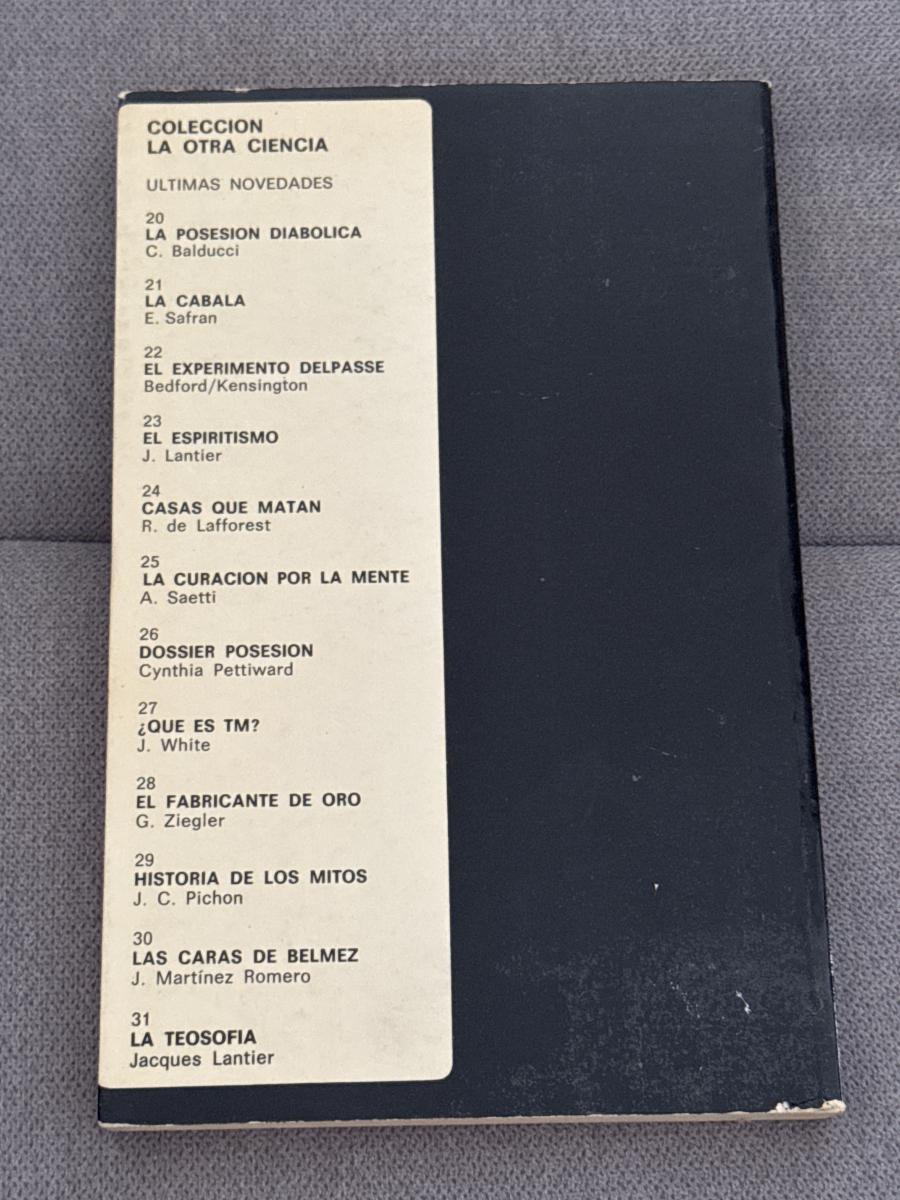 COLECCION
LA OTRA CIENCIA
ULTIMAS NOVEDADES
20
LA POSESION DIABOLICA
C. Balducci
21
LA CABALA
E. Safran
22
EL EXPERIMENTO DELPASSE
Bedford/Kensington
23
EL ESPIRITISMO
J. Lantier
24
CASAS QUE MATAN
R. de Lafforest
25
LA CURACION POR LA MENTE
A. Saetti
26
DOSSIER POSESION
Cynthia Pettiward
27
¿QUE ES TM?
J. White
28
EL FABRICANTE DE ORO
G. Ziegler
29
HISTORIA DE LOS MITOS
J. C. Pichon
30
LAS CARAS DE BELMEZ
J. Martínez Romero
31
LA TEOSOFIA
Jacques Lantier